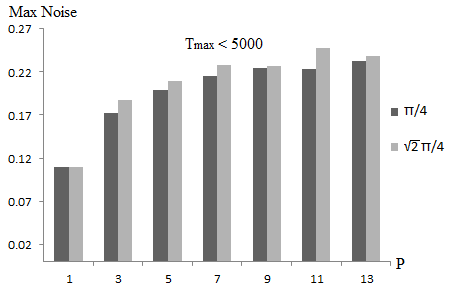 Max Noise
0.27
Tmax < 5000
0.22
0.17
π/4
√2 π/4
0.12
0.07
0.02
P
1 3 5 7 9 11 13